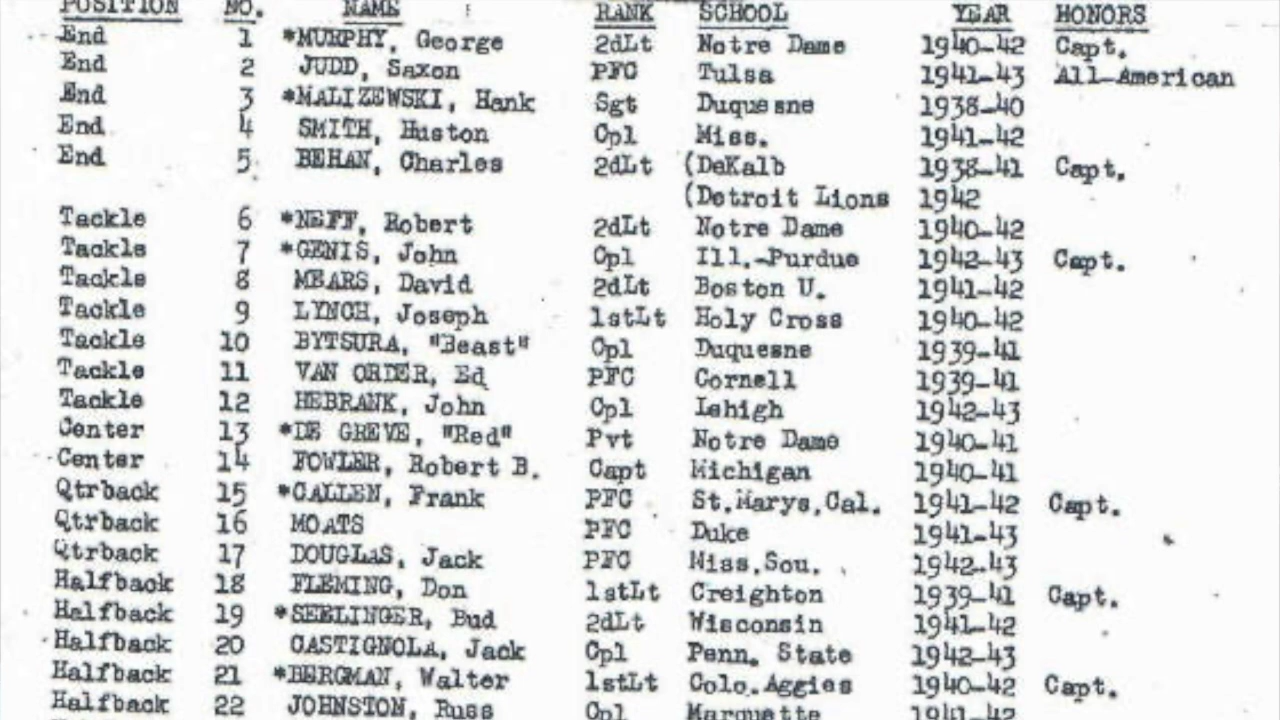 POSITION NO. NAME RANK SCHOOL YEAR HONORS
End 1 *MURPHY, George 2dLt Notre Dame 1940-42 Capt.
End 2 JUDD, Saxon PFC Tulsa 1941-43 All-American
End 3 *MALIZEWSKI, Hank Sgt Duquesne 1938-40
End 4 SMITH, Huston Cpl Miss. 1941-42
End 5 BEHAN, Charles 2dLt (DeKalb 1938-41 Capt.
(Detroit Lions 1942
Tackle 6 *NEFF, Robert 2dLt Notre Dame 1940-42
Tackle 7 *GENIS, John Cpl Ill.-Purdue 1942-43 Capt.
Tackle 8 MEARS, David 2dLt Boston U. 1941-42
Tackle 9 LYNCH, Joseph 1stLt Holy Cross 1940-42
Tackle 10 BYTSURA, "Beast" Cpl Duquesne 1939-41
Tackle 11 VAN ORDER, Ed PFC Cornell 1939-41
Tackle 12 HEBRANK, John Cpl Lehigh 1942-43
Center 13 *DE GREVE, "Red" Pvt Notre Dame 1940-41
Center 14 FOWLER, Robert B. Capt Michigan 1940-41
Qtrback 15 *CALLEN, Frank PFC St.Marys,Cal. 1941-42 Capt.
Qtrback 16 MOATS PFC Duke 1941-43
Qtrback 17 DOUGLAS, Jack PFC Miss.Sou. 1942-43
Halfback 18 FLEMING, Don 1stLt Creighton 1939-41 Capt.
Halfback 19 *SEELINGER, Bud 2dLt Wisconsin 1941-42
Halfback 20 CASTIGNOLA, Jack Cpl Penn. State 1942-43
Halfback 21 *BERGMAN, Walter 1stLt Colo.Aggies 1940-42 Capt.
Halfback 22 JOHNSTON, Russ Cpl Marquette 1941-42